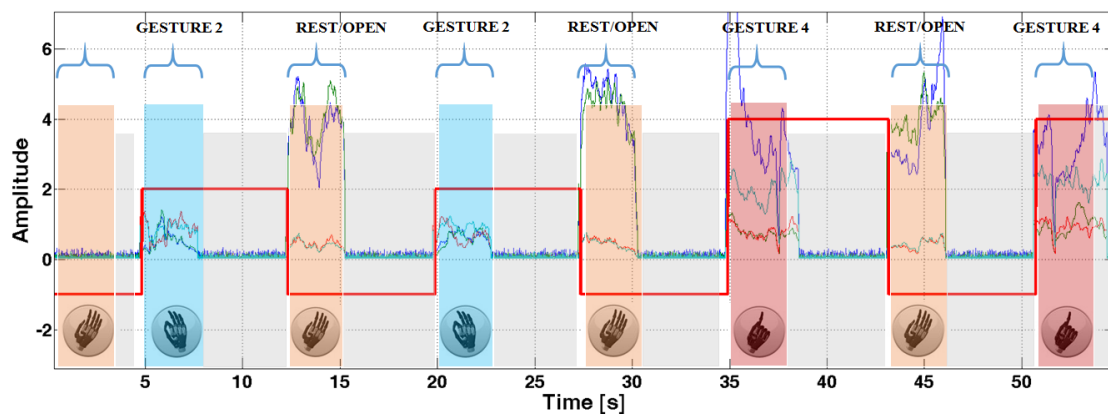 GESTURE 2 REST/OPEN GESTURE 2 REST/OPEN GESTURE 4 REST/OPEN GESTURE 4
6
4
2
0
-2
Amplitude
5 10 15 20 25 30 35 40 45 50
Time [s]